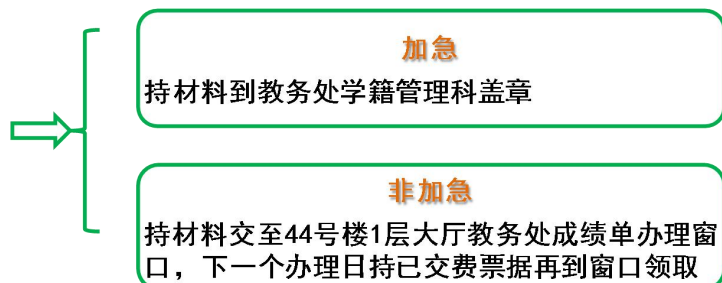 加急
持材料到教务处学籍管理科盖章
非加急
持材料交至44号楼1层大厅教务处成绩单办理窗
口，下一个办理日持已交费票据再到窗口领取